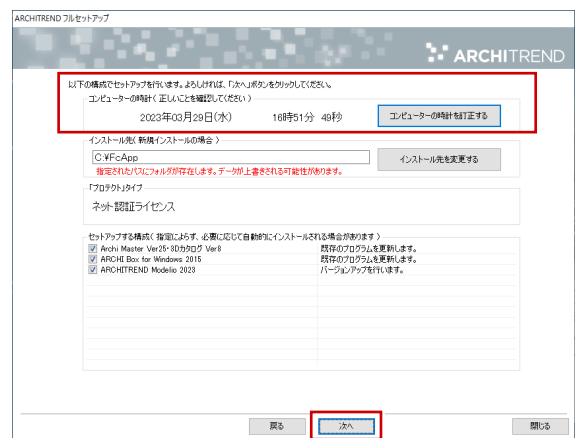 ARCHITREND フルセットアップ
ARCHITREND
以下の構成でセットアップを行います。よろしければ、「次へ」ボタンをクリックしてください。
コンピューターの時計( 正しいことを確認してください )
2023年03月29日(水) 16時51分 49秒 コンピューターの時計を訂正する
インストール先( 新規インストールの場合 )
C:¥FcApp インストール先を変更する
指定されたパスにフォルダが存在します。データが上書きされる可能性があります。
「プロテクト」タイプ
ネット認証ライセンス
セットアップする構成( 指定によらず、必要に応じて自動的にインストールされる場合があります )
Archi Master Ver25・3Dカタログ Ver8 既存のプログラムを更新します。
ARCHI Box for Windows 2015 既存のプログラムを更新します。
ARCHITREND Modelio 2023 バージョンアップを行います。
戻る 次へ 閉じる